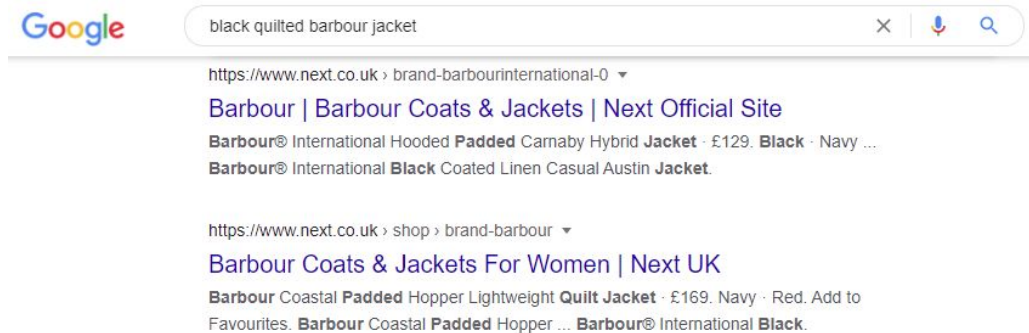 Google
black quilted barbour jacket
https://www.next.co.uk › brand-barbourinternational-0
Barbour | Barbour Coats & Jackets | Next Official Site
Barbour® International Hooded Padded Carnaby Hybrid Jacket · £129. Black · Navy ...
Barbour® International Black Coated Linen Casual Austin Jacket.
https://www.next.co.uk › shop › brand-barbour
Barbour Coats & Jackets For Women | Next UK
Barbour Coastal Padded Hopper Lightweight Quilt Jacket · £169. Navy · Red. Add to
Favourites. Barbour Coastal Padded Hopper ... Barbour® International Black.